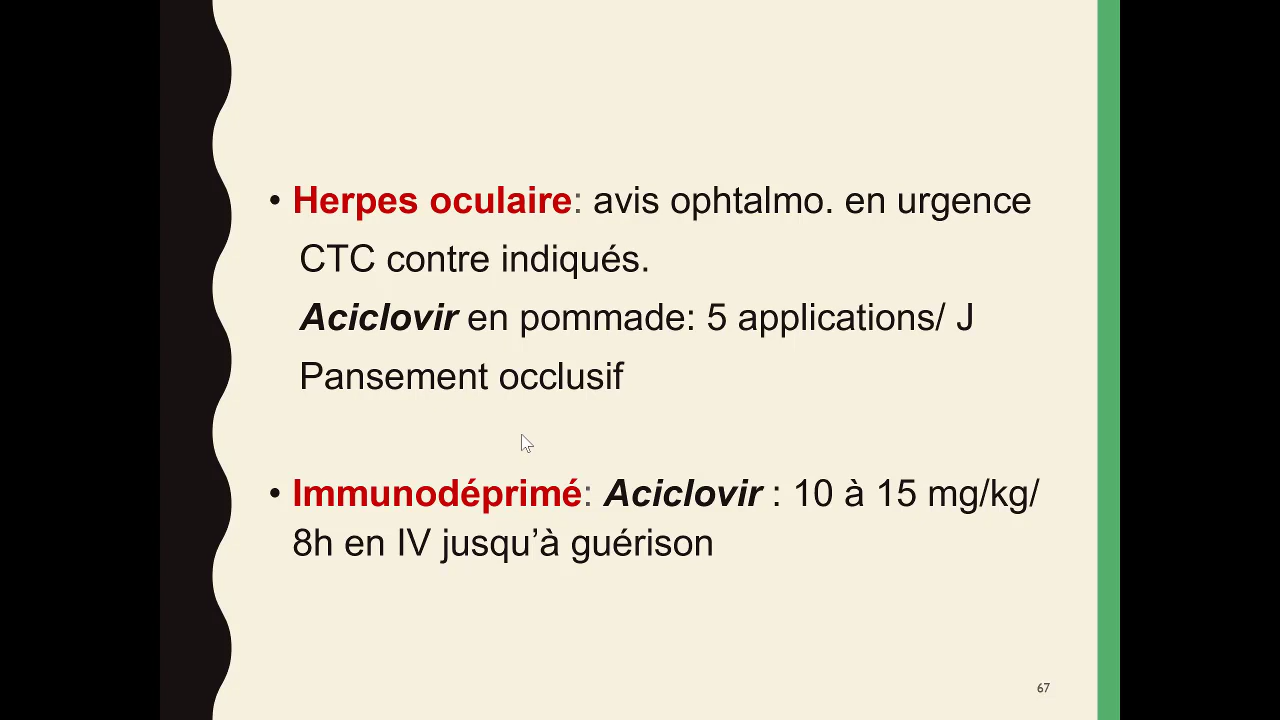 • Herpes oculaire: avis ophtalmo. en urgence
CTC contre indiqués.
Aciclovir en pommade: 5 applications/ J
Pansement occlusif
• Immunodéprimé: Aciclovir : 10 à 15 mg/kg/
8h en IV jusqu’à guérison
67